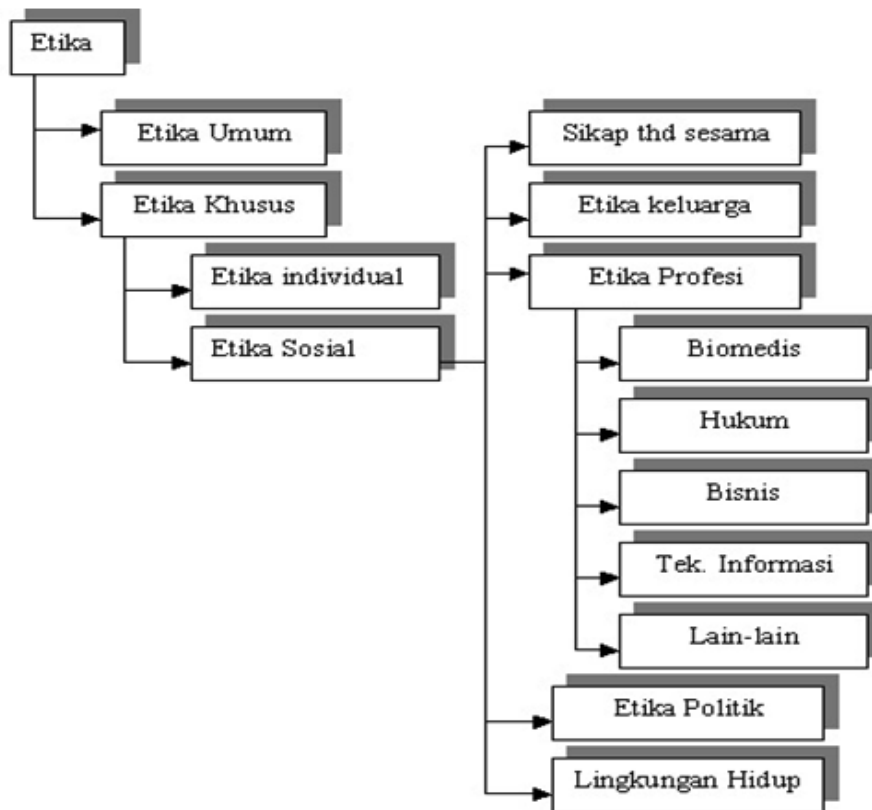 Etika
Etika Umum
Etika Khusus
Etika individual
Etika Sosial
Sikap thd sesama
Etika keluarga
Etika Profesi
Biomedis
Hukum
Bisnis
Tek. Informasi
Lain-lain
Etika Politik
Lingkungan Hidup